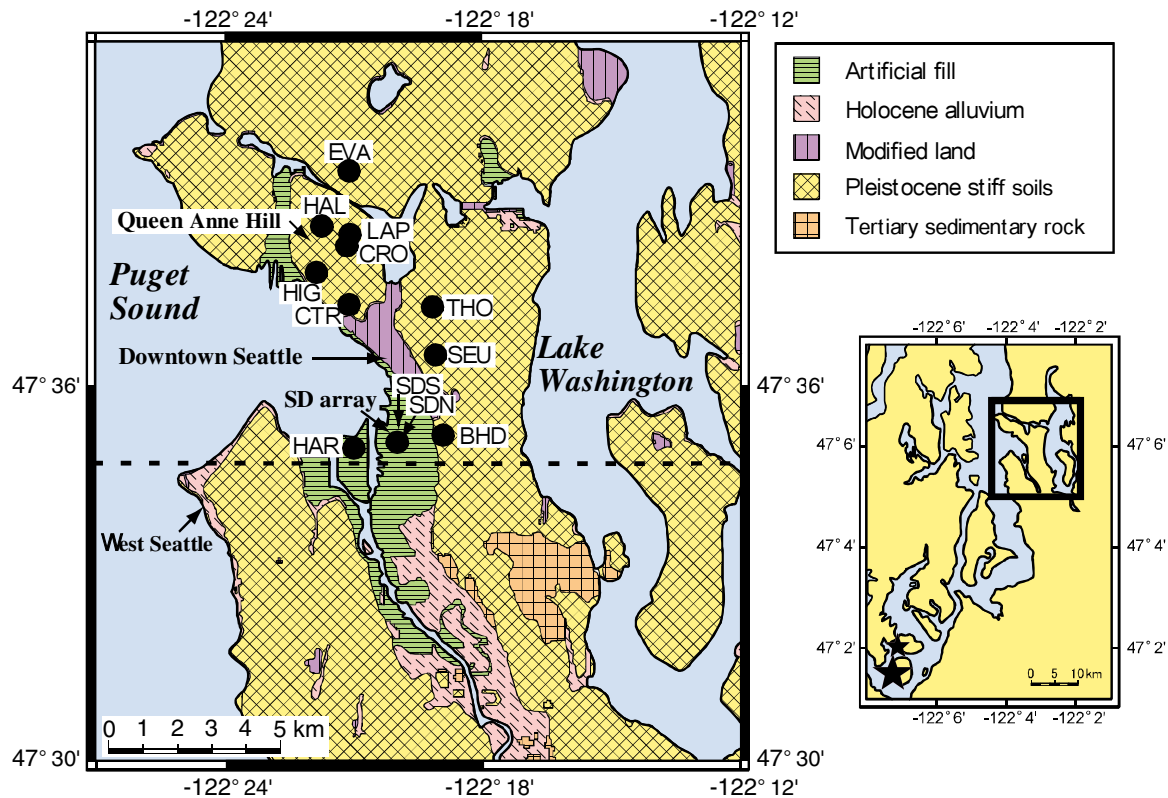 -122° 24'
-122° 18'
-122° 12'
Artificial fill
Holocene alluvium
Modified land
Pleistocene stiff soils
Tertiary sedimentary rock
EVA
HAL
LAP
Queen Anne Hill
CRO
Puget
Sound
HIG
CTR
THO
Downtown Seattle
SEU
Lake
Washington
47° 36'
47° 36'
SDS
SD array
SDN
HAR
BHD
West Seattle
0 1 2 3 4 5 km
47° 30'
47° 30'
-122° 24'
-122° 18'
-122° 12'
-122° 6'
-122° 4'
-122° 2'
47° 6'
47° 6'
47° 4'
47° 4'
47° 2'
47° 2'
0 5 10 km
-122° 6'
-122° 4'
-122° 2'